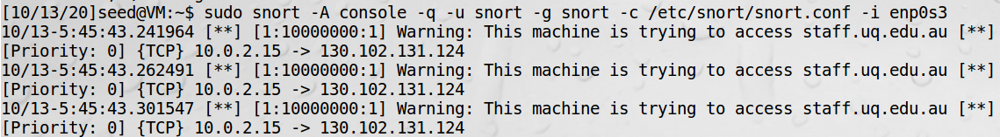 [10/13/20]seed@VM:~$ sudo snort -A console -q -u snort -g snort -c /etc/snort/snort.conf -i enp0s3
10/13-5:45:43.241964 [**] [1:10000000:1] Warning: This machine is trying to access staff.uq.edu.au [**]
[Priority: 0] {TCP} 10.0.2.15 -> 130.102.131.124
10/13-5:45:43.262491 [**] [1:10000000:1] Warning: This machine is trying to access staff.uq.edu.au [**]
[Priority: 0] {TCP} 10.0.2.15 -> 130.102.131.124
10/13-5:45:43.301547 [**] [1:10000000:1] Warning: This machine is trying to access staff.uq.edu.au [**]
[Priority: 0] {TCP} 10.0.2.15 -> 130.102.131.124